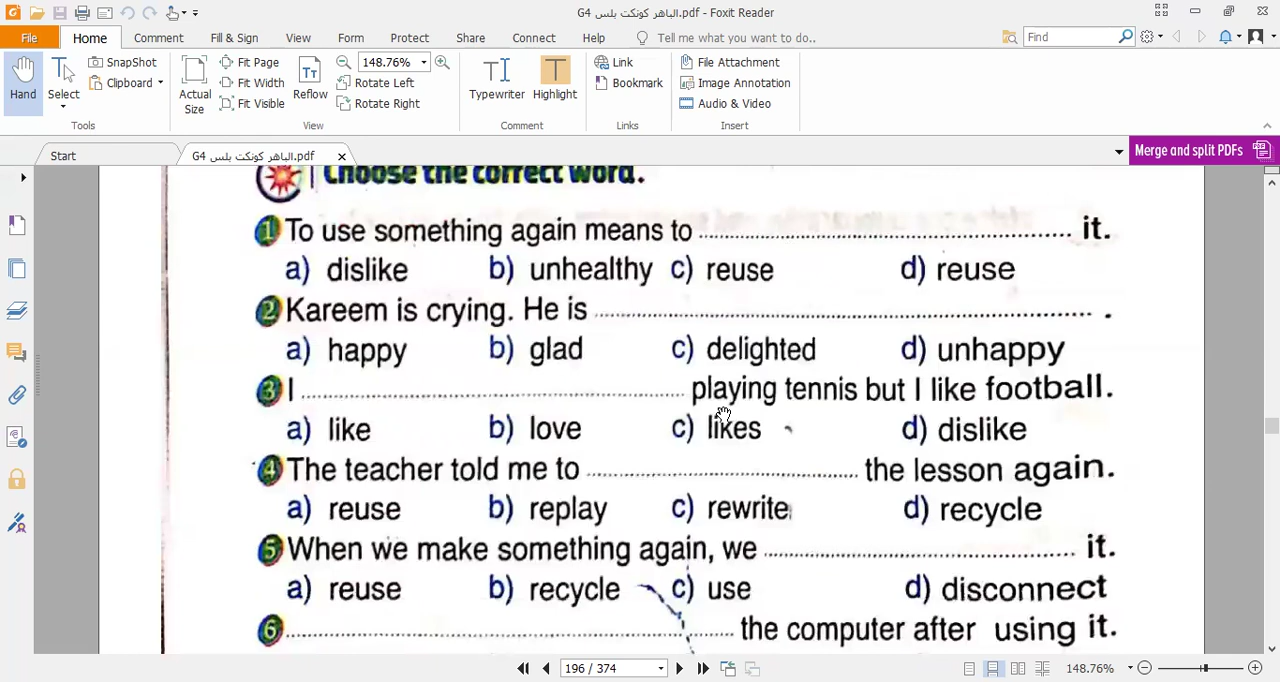 G4 الباهر كونكت بلس.pdf - Foxit Reader
File Home Comment Fill & Sign View Form Protect Share Connect Help Tell me what you want to do.. Find
Hand Select SnapShot Clipboard Actual Size Fit Page Fit Width Fit Visible Reflow 148.76% Rotate Left Rotate Right Typewriter Highlight Link Bookmark File Attachment Image Annotation Audio & Video
Tools View Comment Links Insert
Start G4 الباهر كونكت بلس.pdf Merge and split PDFs
Choose the correct word.
1 To use something again means to .......... it.
a) dislike b) unhealthy c) reuse d) reuse
2 Kareem is crying. He is .......... .
a) happy b) glad c) delighted d) unhappy
3 I .......... playing tennis but I like football.
a) like b) love c) likes d) dislike
4 The teacher told me to .......... the lesson again.
a) reuse b) replay c) rewrite d) recycle
5 When we make something again, we .......... it.
a) reuse b) recycle c) use d) disconnect
6 .......... the computer after using it.
196 / 374 148.76%